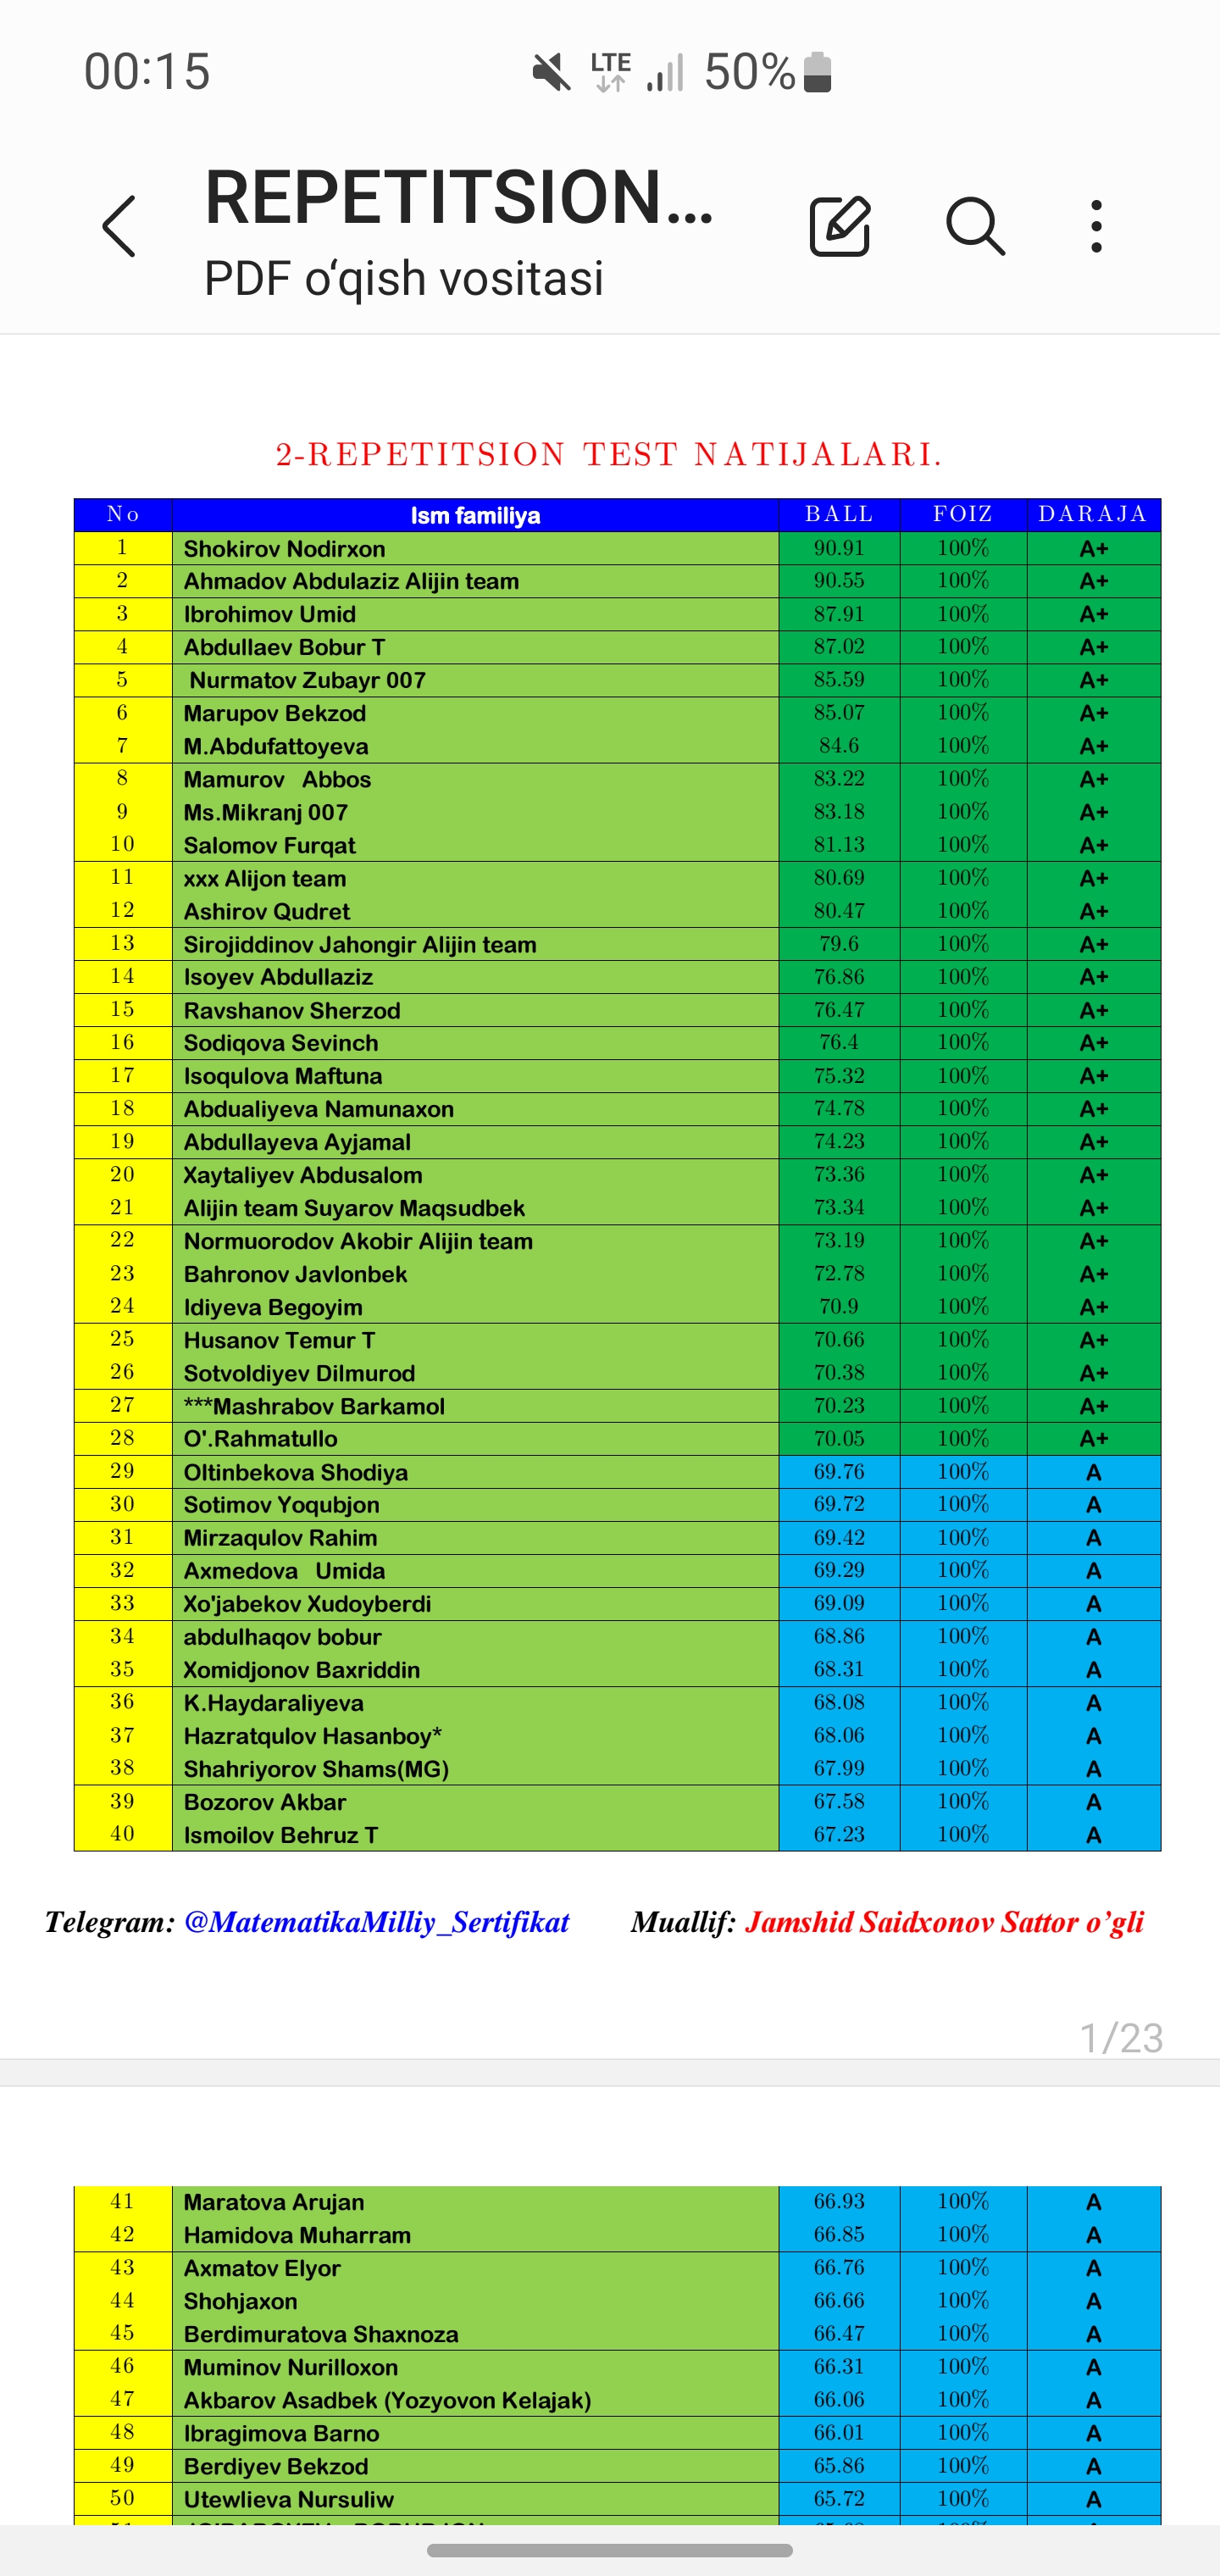 00:15 LTE 50%
REPETITSION...
PDF o‘qish vositasi
2-REPETITSION TEST NATIJALARI.
No Ism familiya BALL FOIZ DARAJA
1 Shokirov Nodirxon 90.91 100% A+
2 Ahmadov Abdulaziz Alijin team 90.55 100% A+
3 Ibrohimov Umid 87.91 100% A+
4 Abdullaev Bobur T 87.02 100% A+
5 Nurmatov Zubayr 007 85.59 100% A+
6 Marupov Bekzod 85.07 100% A+
7 M.Abdufattoyeva 84.6 100% A+
8 Mamurov Abbos 83.22 100% A+
9 Ms.Mikranj 007 83.18 100% A+
10 Salomov Furqat 81.13 100% A+
11 xxx Alijon team 80.69 100% A+
12 Ashirov Qudret 80.47 100% A+
13 Sirojiddinov Jahongir Alijin team 79.6 100% A+
14 Isoyev Abdullaziz 76.86 100% A+
15 Ravshanov Sherzod 76.47 100% A+
16 Sodiqova Sevinch 76.4 100% A+
17 Isoqulova Maftuna 75.32 100% A+
18 Abdualiyeva Namunaxon 74.78 100% A+
19 Abdullayeva Ayjamal 74.23 100% A+
20 Xaytaliyev Abdusalom 73.36 100% A+
21 Alijin team Suyarov Maqsudbek 73.34 100% A+
22 Normuorodov Akobir Alijin team 73.19 100% A+
23 Bahronov Javlonbek 72.78 100% A+
24 Idiyeva Begoyim 70.9 100% A+
25 Husanov Temur T 70.66 100% A+
26 Sotvoldiyev Dilmurod 70.38 100% A+
27 ***Mashrabov Barkamol 70.23 100% A+
28 O'.Rahmatullo 70.05 100% A+
29 Oltinbekova Shodiya 69.76 100% A
30 Sotimov Yoqubjon 69.72 100% A
31 Mirzaqulov Rahim 69.42 100% A
32 Axmedova Umida 69.29 100% A
33 Xo'jabekov Xudoyberdi 69.09 100% A
34 abdulhaqov bobur 68.86 100% A
35 Xomidjonov Baxriddin 68.31 100% A
36 K.Haydaraliyeva 68.08 100% A
37 Hazratqulov Hasanboy* 68.06 100% A
38 Shahriyorov Shams(MG) 67.99 100% A
39 Bozorov Akbar 67.58 100% A
40 Ismoilov Behruz T 67.23 100% A
Telegram: @MatematikaMilliy_Sertifikat Muallif: Jamshid Saidxonov Sattor o’gli
1/23
41 Maratova Arujan 66.93 100% A
42 Hamidova Muharram 66.85 100% A
43 Axmatov Elyor 66.76 100% A
44 Shohjaxon 66.66 100% A
45 Berdimuratova Shaxnoza 66.47 100% A
46 Muminov Nurilloxon 66.31 100% A
47 Akbarov Asadbek (Yozyovon Kelajak) 66.06 100% A
48 Ibragimova Barno 66.01 100% A
49 Berdiyev Bekzod 65.86 100% A
50 Utewlieva Nursuliw 65.72 100% A